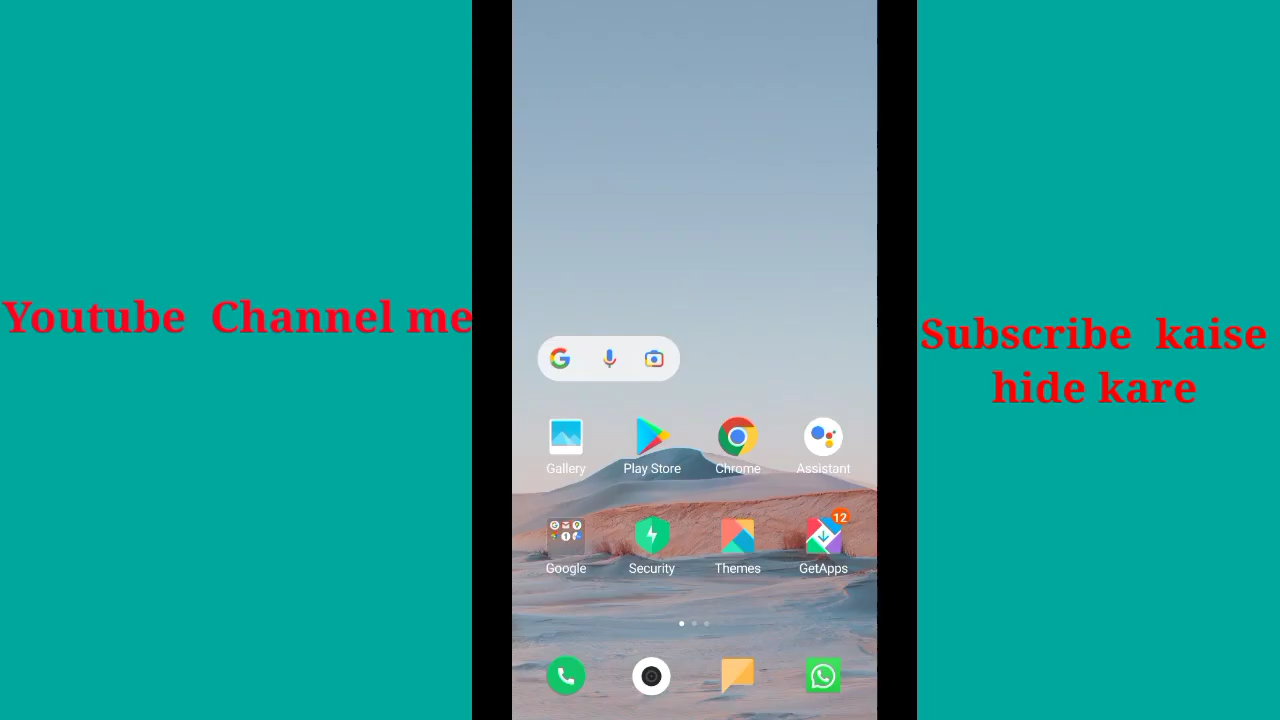 Youtube Channel me
Subscribe kaise
hide kare
Gallery Play Store Chrome Assistant
12
Google Security Themes GetApps